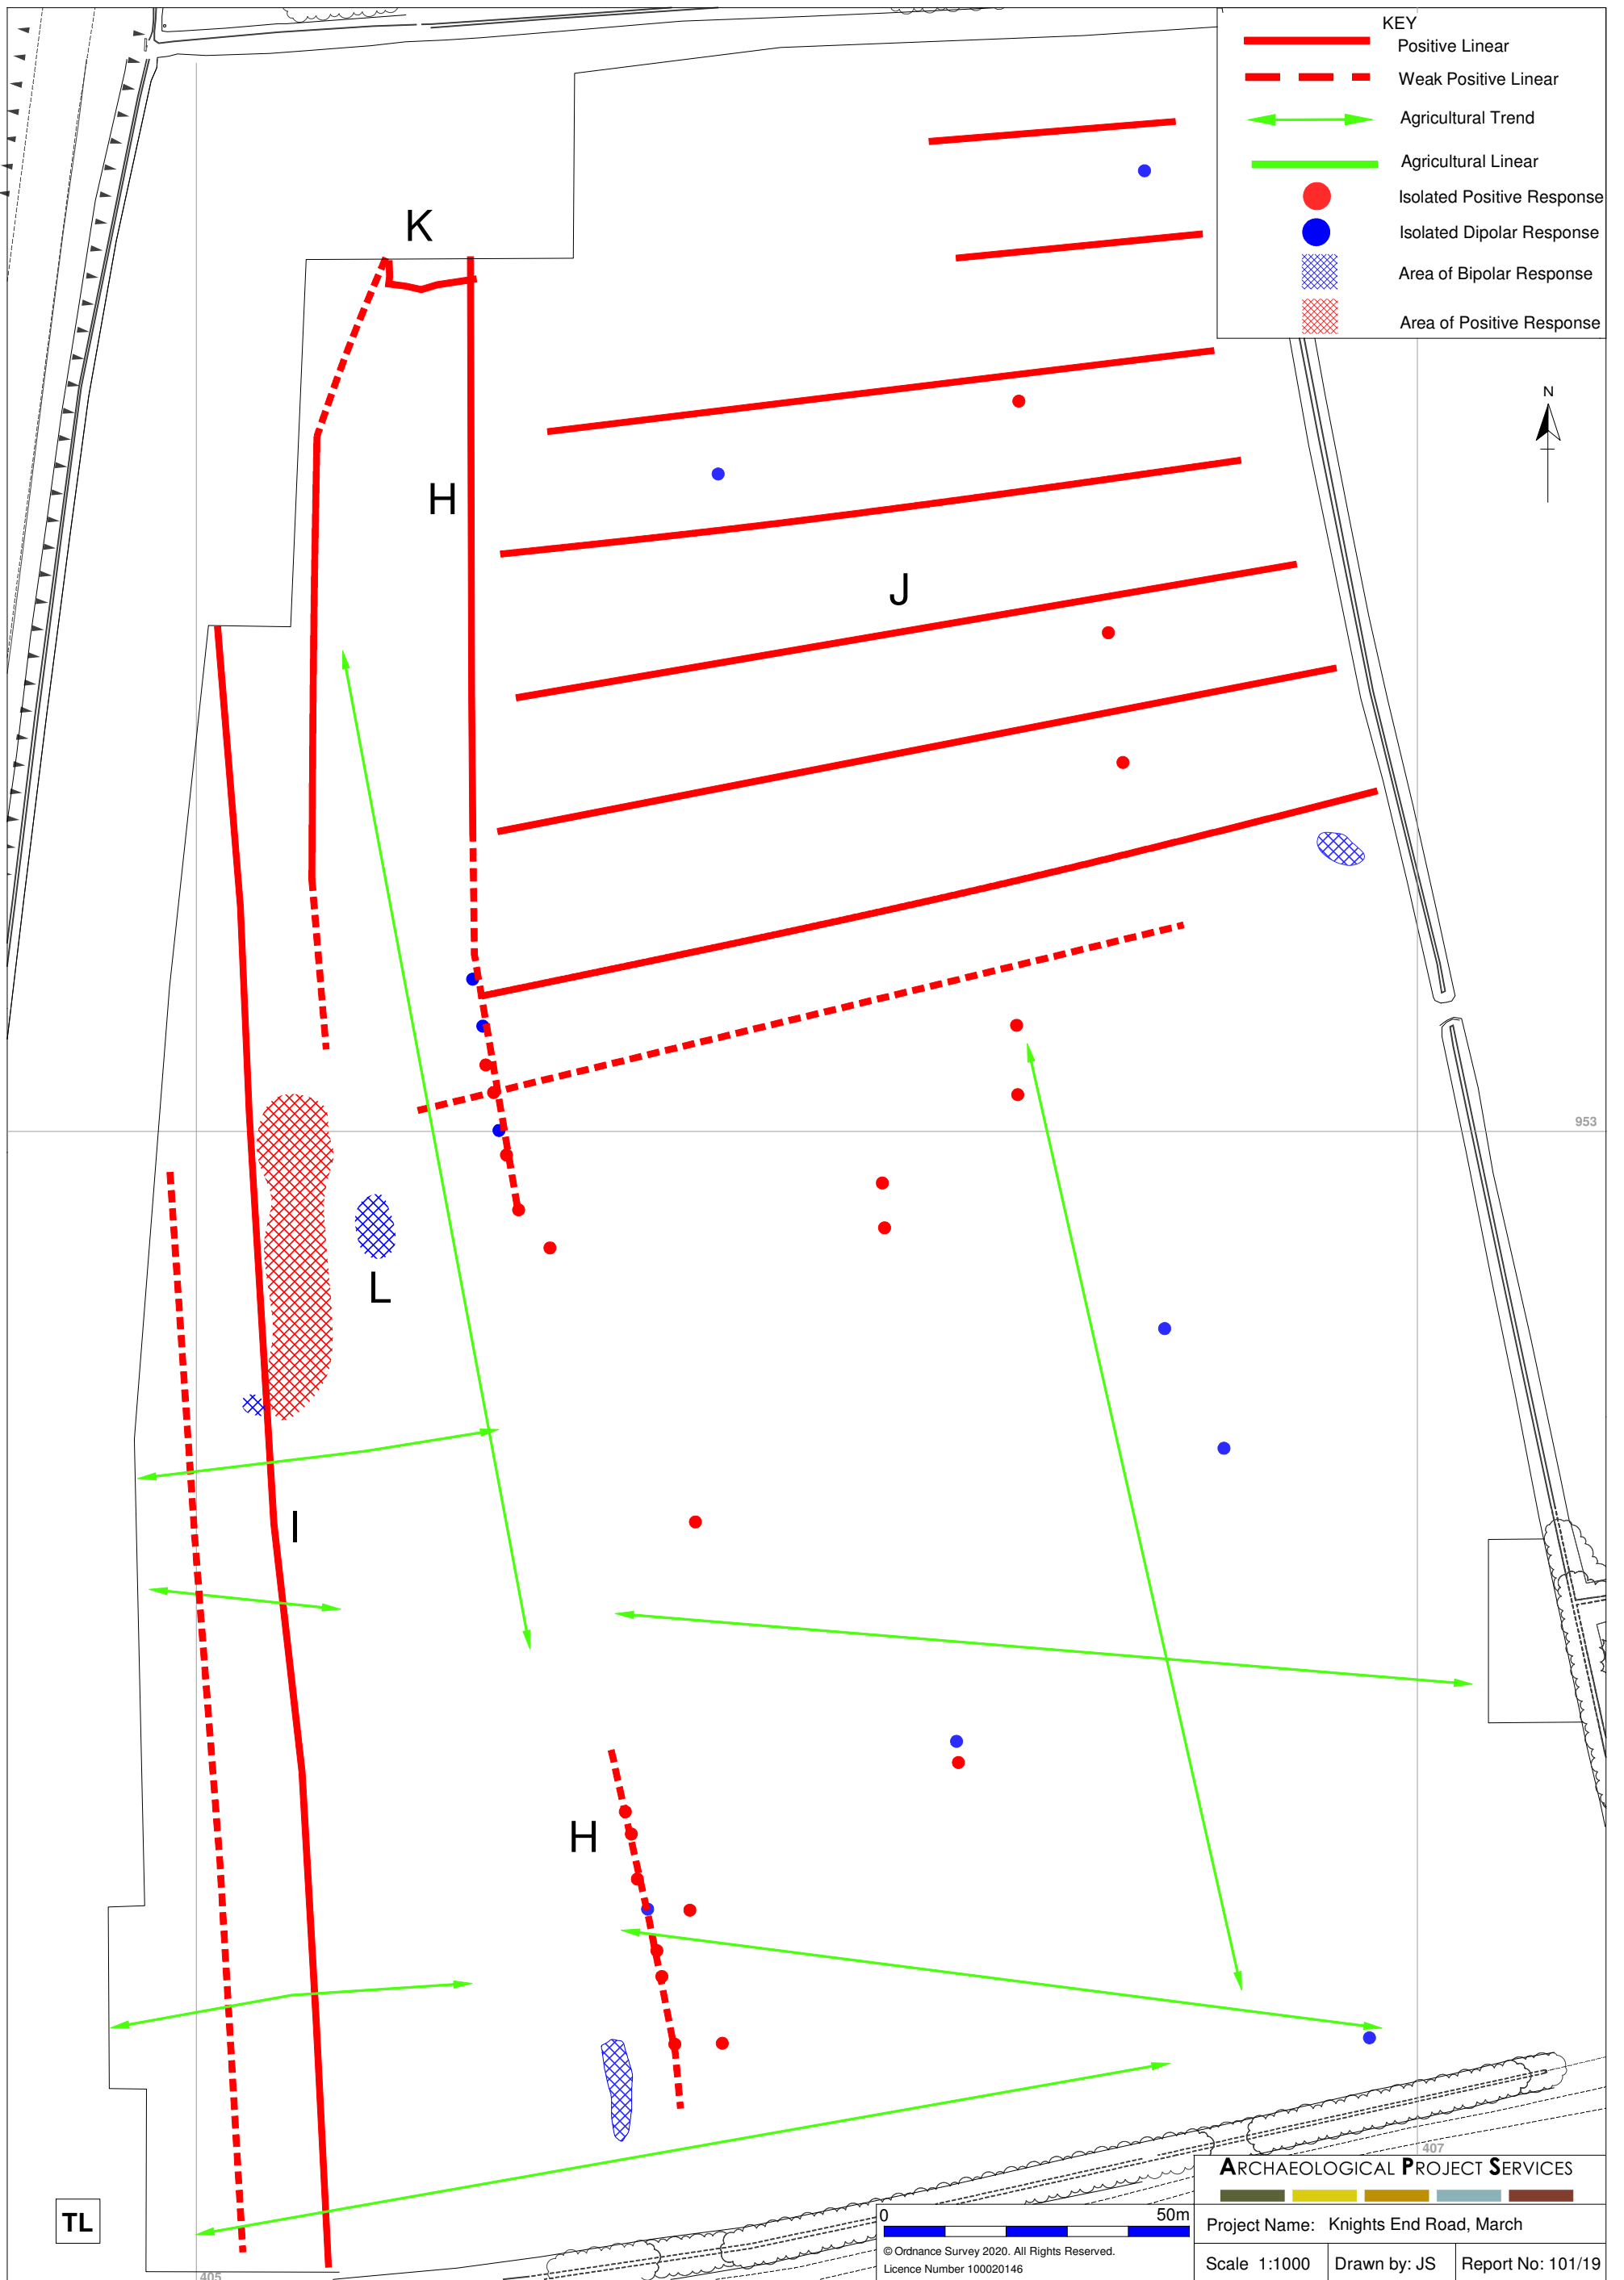 KEY
Positive Linear
Weak Positive Linear
Agricultural Trend
Agricultural Linear
Isolated Positive Response
Isolated Dipolar Response
Area of Bipolar Response
Area of Positive Response
K
N
H
J
953
L
I
H
407
ARCHAEOLOGICAL PROJECT SERVICES
TL
0 50m
Project Name: Knights End Road, March
© Ordnance Survey 2020. All Rights Reserved.
Licence Number 100020146
Scale 1:1000 Drawn by: JS Report No: 101/19
405